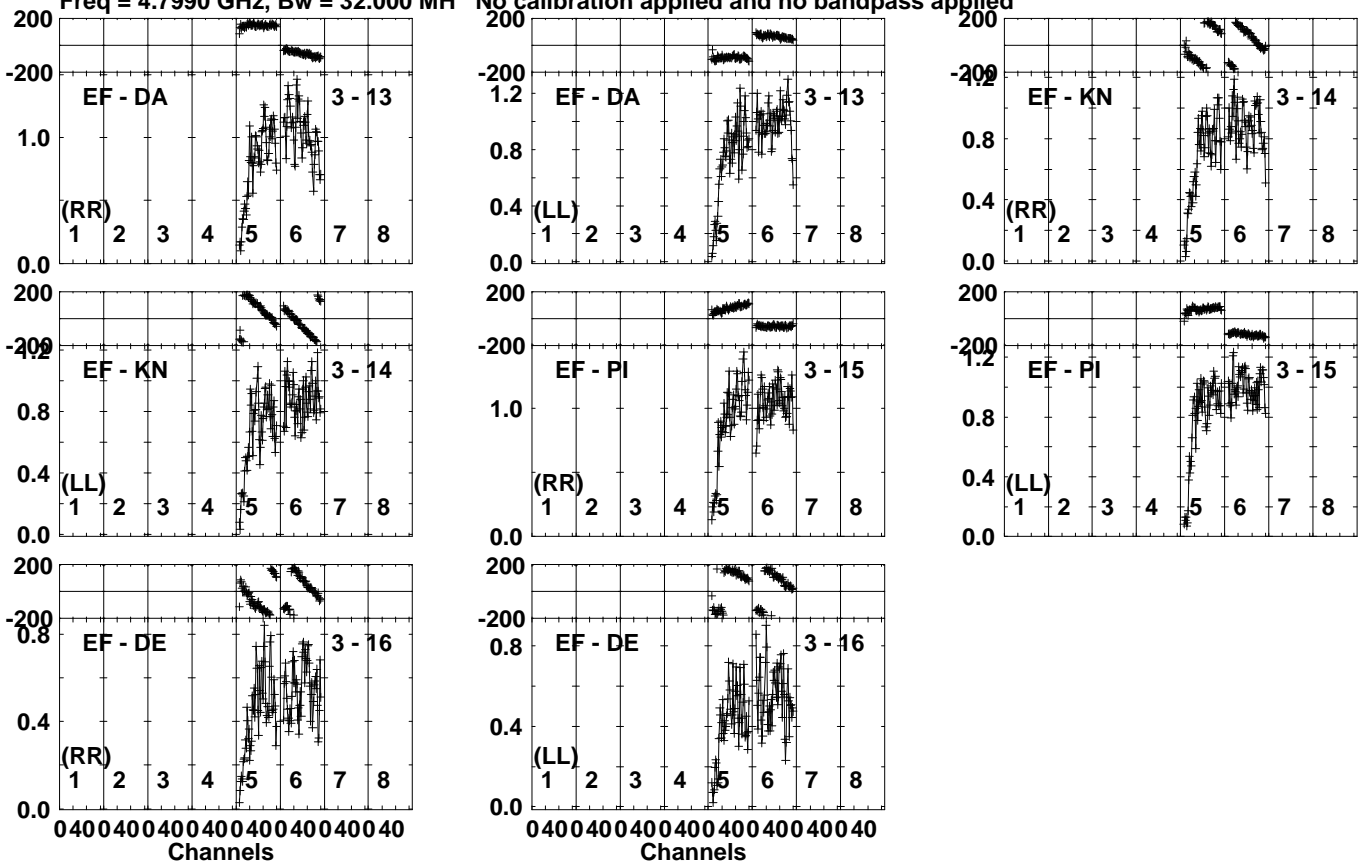 Freq = 4.7990 GHz, Bw = 32.000 MH No calibration applied and no bandpass applied
200
-200
EF - DA 3 - 13
1.0
(RR)
1 2 3 4 5 6 7 8
0.0
200
-200
1.2
EF - DA 3 - 13
0.8
0.4
(LL)
1 2 3 4 5 6 7 8
0.0
200
-200
1.2
EF - KN 3 - 14
0.8
0.4
(RR)
1 2 3 4 5 6 7 8
0.0
200
-200
1.2
EF - KN 3 - 14
0.8
0.4
(LL)
1 2 3 4 5 6 7 8
0.0
200
-200
EF - PI 3 - 15
1.0
(RR)
1 2 3 4 5 6 7 8
0.0
200
-200
1.2
EF - PI 3 - 15
0.8
0.4
(LL)
1 2 3 4 5 6 7 8
0.0
200
-200
0.8
EF - DE 3 - 16
0.4
(RR)
1 2 3 4 5 6 7 8
0.0
0 40 0 40 0 40 0 40 0 40 0 40 0 40 0 40
Channels
200
-200
0.8
EF - DE 3 - 16
0.4
(LL)
1 2 3 4 5 6 7 8
0.0
0 40 0 40 0 40 0 40 0 40 0 40 0 40 0 40
Channels